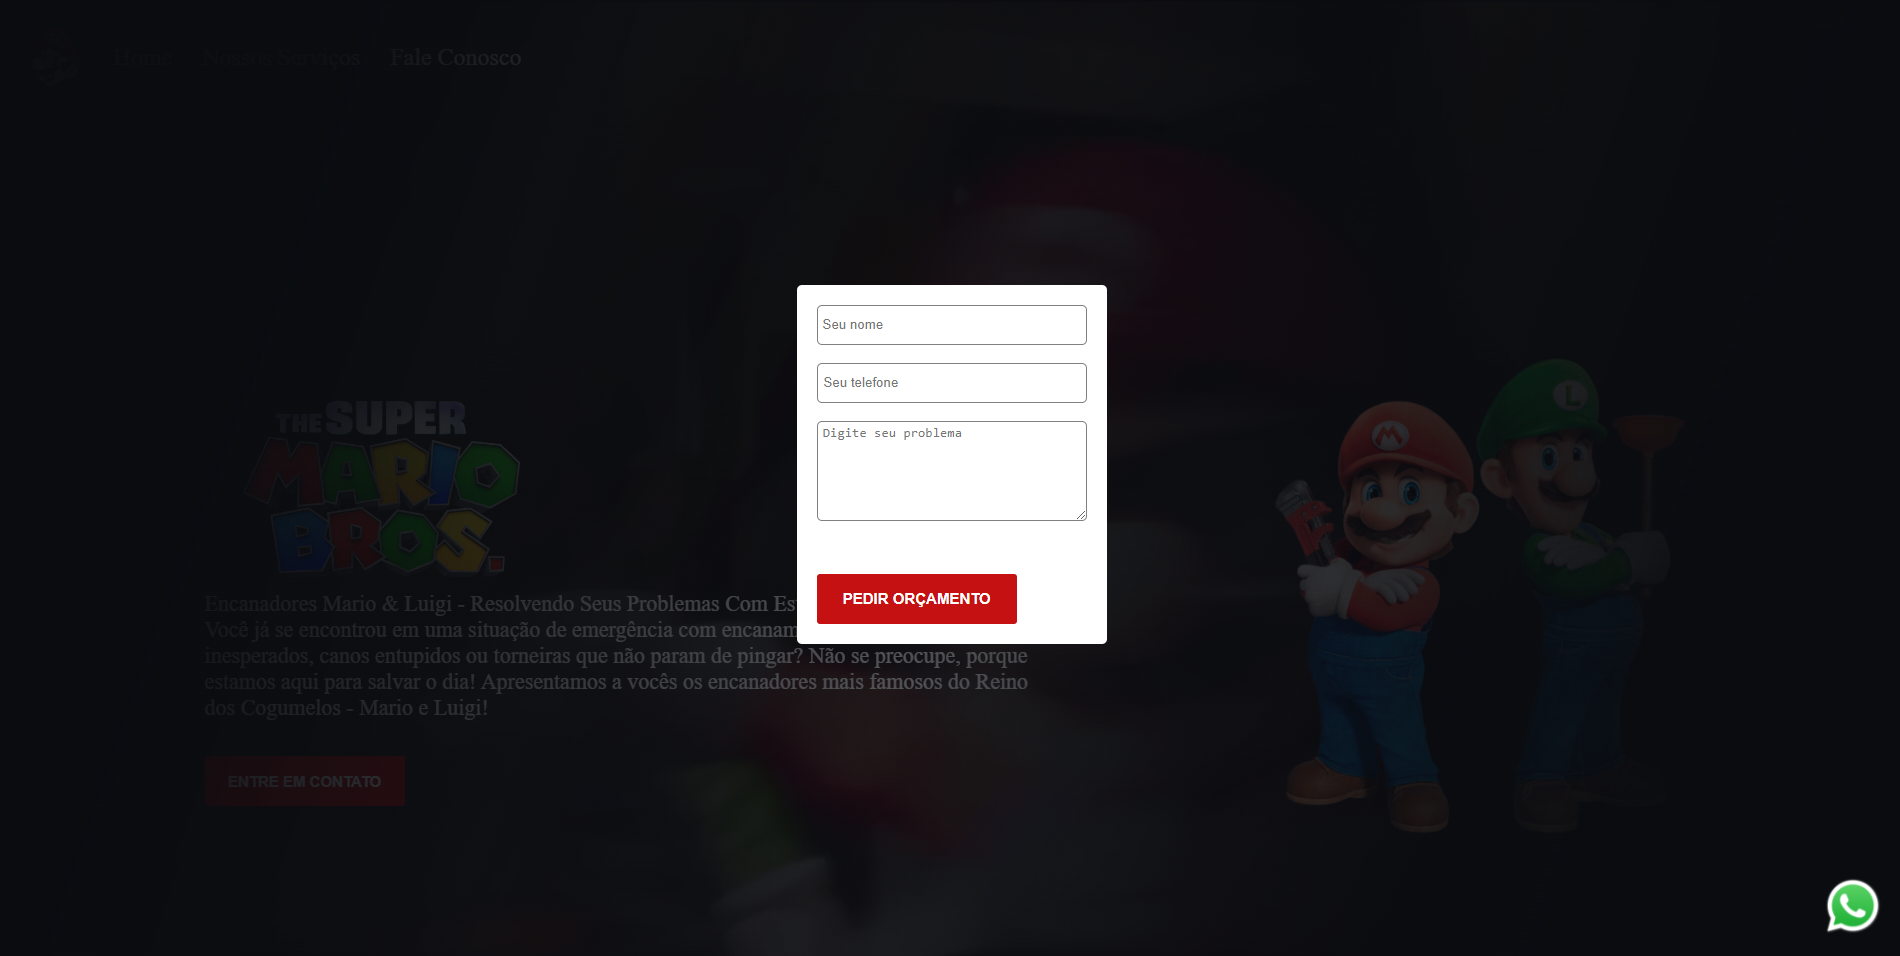 Home Nossos Serviços Fale Conosco
Seu nome
Seu telefone
Digite seu problema
PEDIR ORÇAMENTO
THE SUPER
MARIO
BROS.
Encanadores Mario & Luigi - Resolvendo Seus Problemas Com Es
Você já se encontrou em uma situação de emergência com encanam
inesperados, canos entupidos ou torneiras que não param de pingar? Não se preocupe, porque
estamos aqui para salvar o dia! Apresentamos a vocês os encanadores mais famosos do Reino
dos Cogumelos - Mario e Luigi!
ENTRE EM CONTATO
M
L